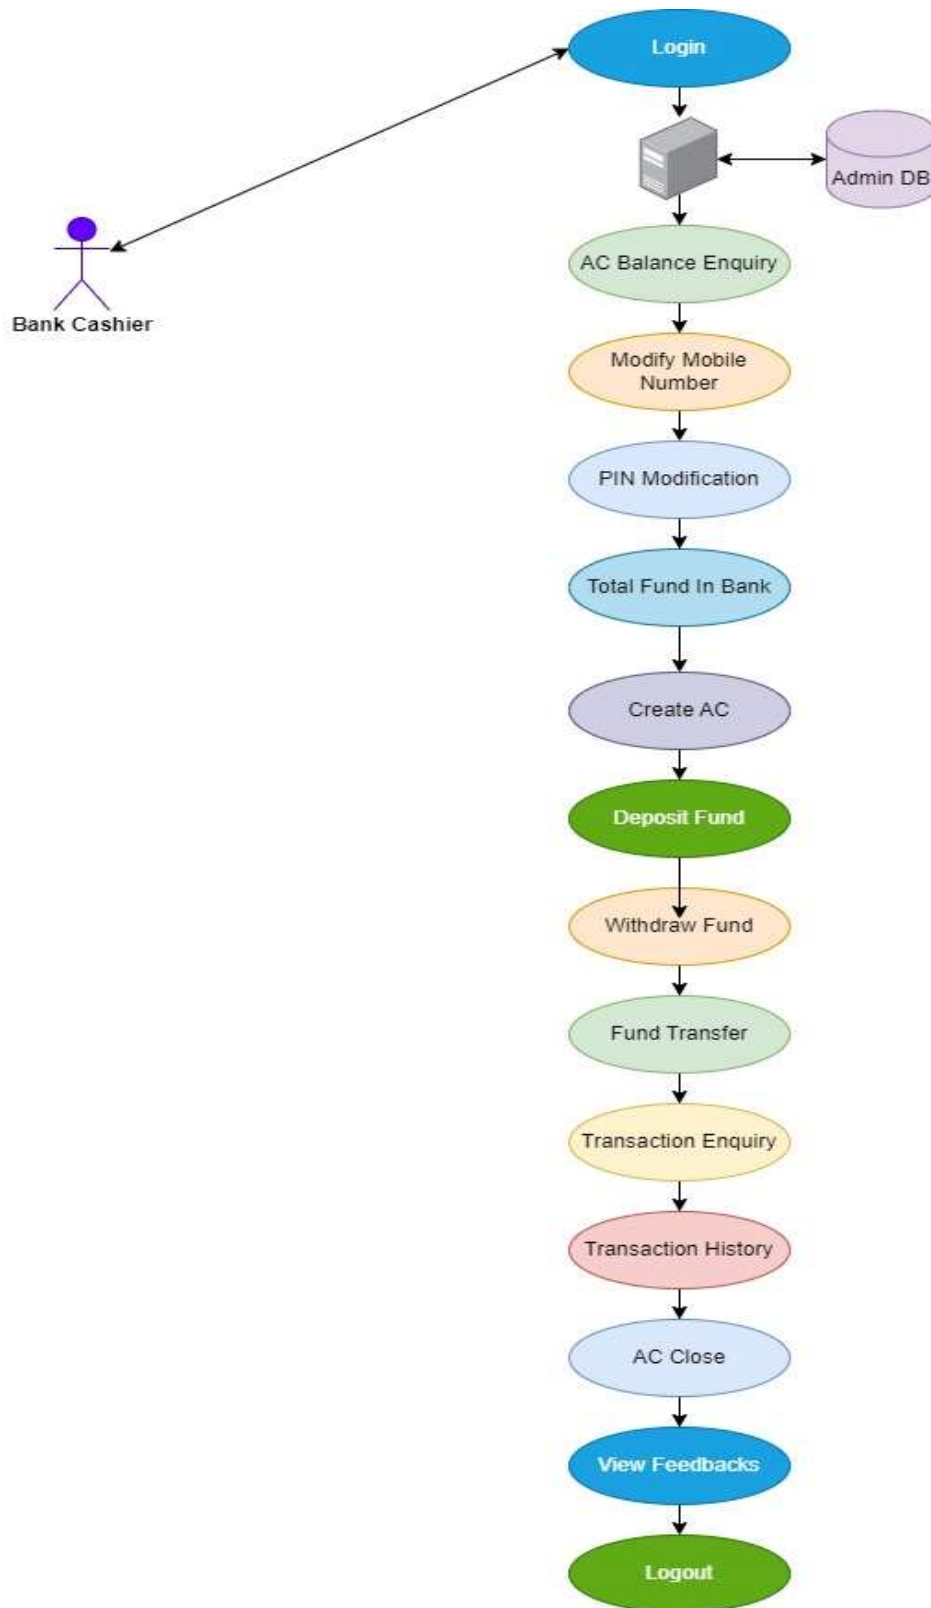 Login
Admin DB
Bank Cashier
AC Balance Enquiry
Modify Mobile
Number
PIN Modification
Total Fund In Bank
Create AC
Deposit Fund
Withdraw Fund
Fund Transfer
Transaction Enquiry
Transaction History
AC Close
View Feedbacks
Logout